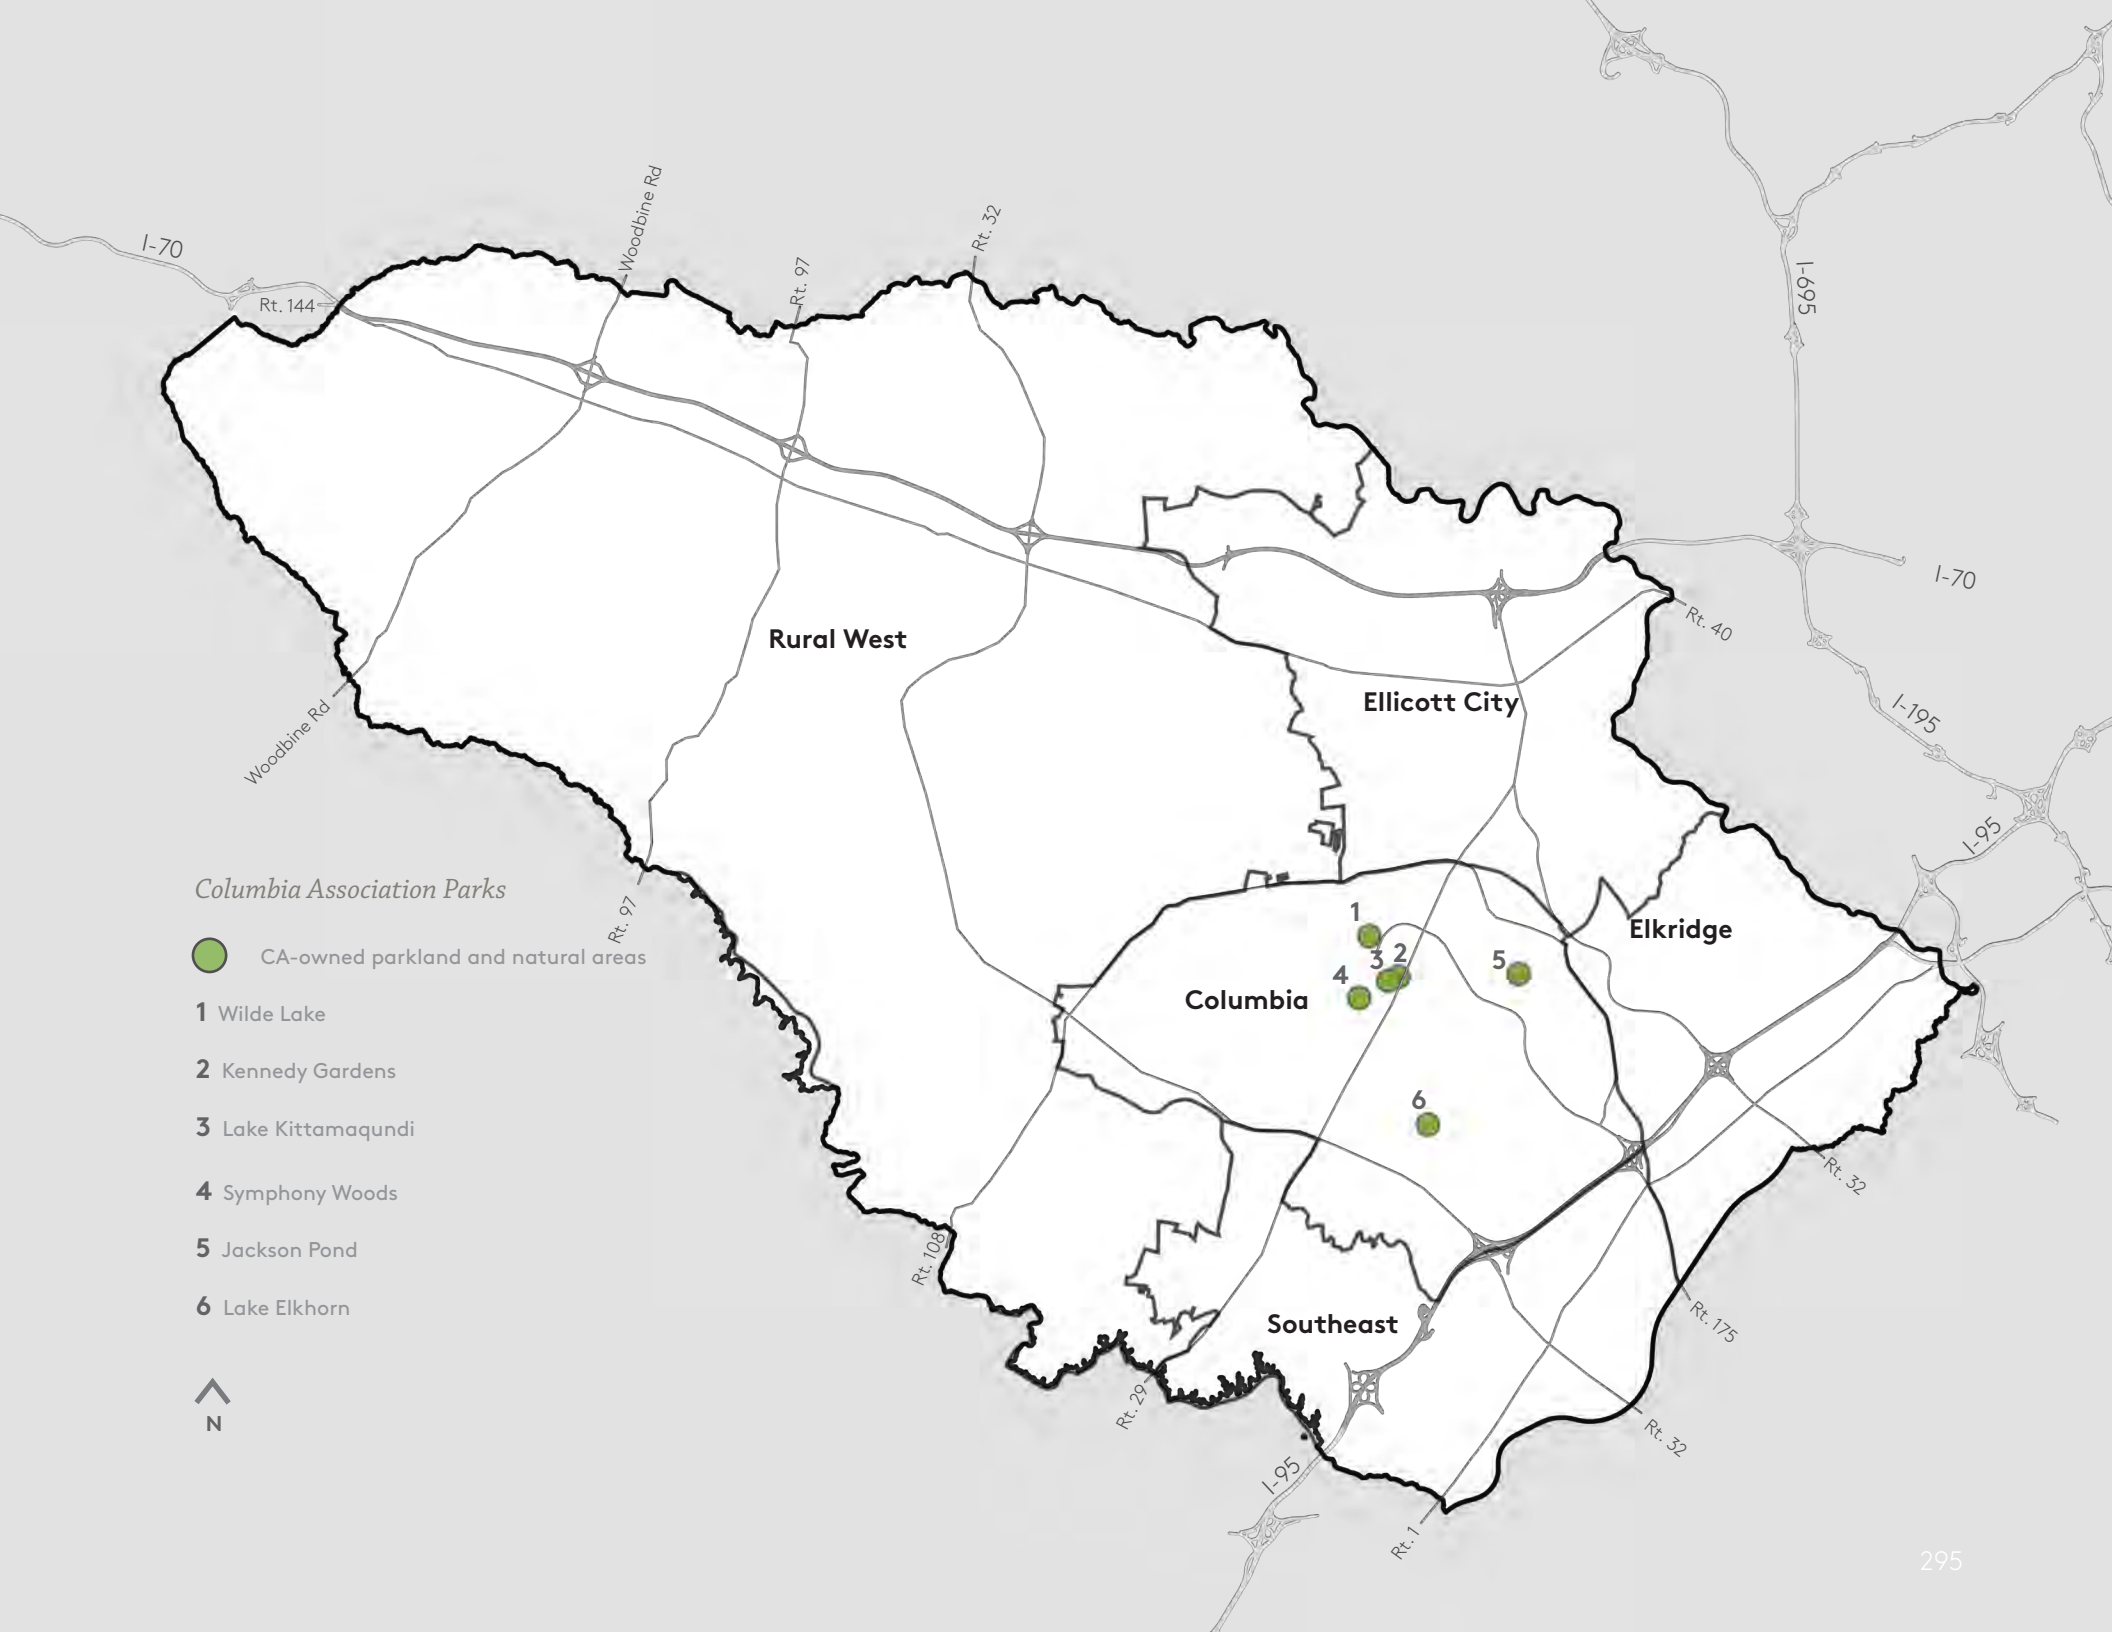 I-70
Rt. 144
Woodbine Rd
Rt. 97
Rt. 32
I-695
I-70
Rt. 40
I-195
I-95
Rural West
Ellicott City
Elkridge
Columbia
Southeast
1
2
3
4
5
6
Woodbine Rd
Rt. 97
Rt. 108
Rt. 29
I-95
Rt. 1
Rt. 32
Rt. 175
Rt. 32
Columbia Association Parks
CA-owned parkland and natural areas
1 Wilde Lake
2 Kennedy Gardens
3 Lake Kittamaqundi
4 Symphony Woods
5 Jackson Pond
6 Lake Elkhorn
N
295